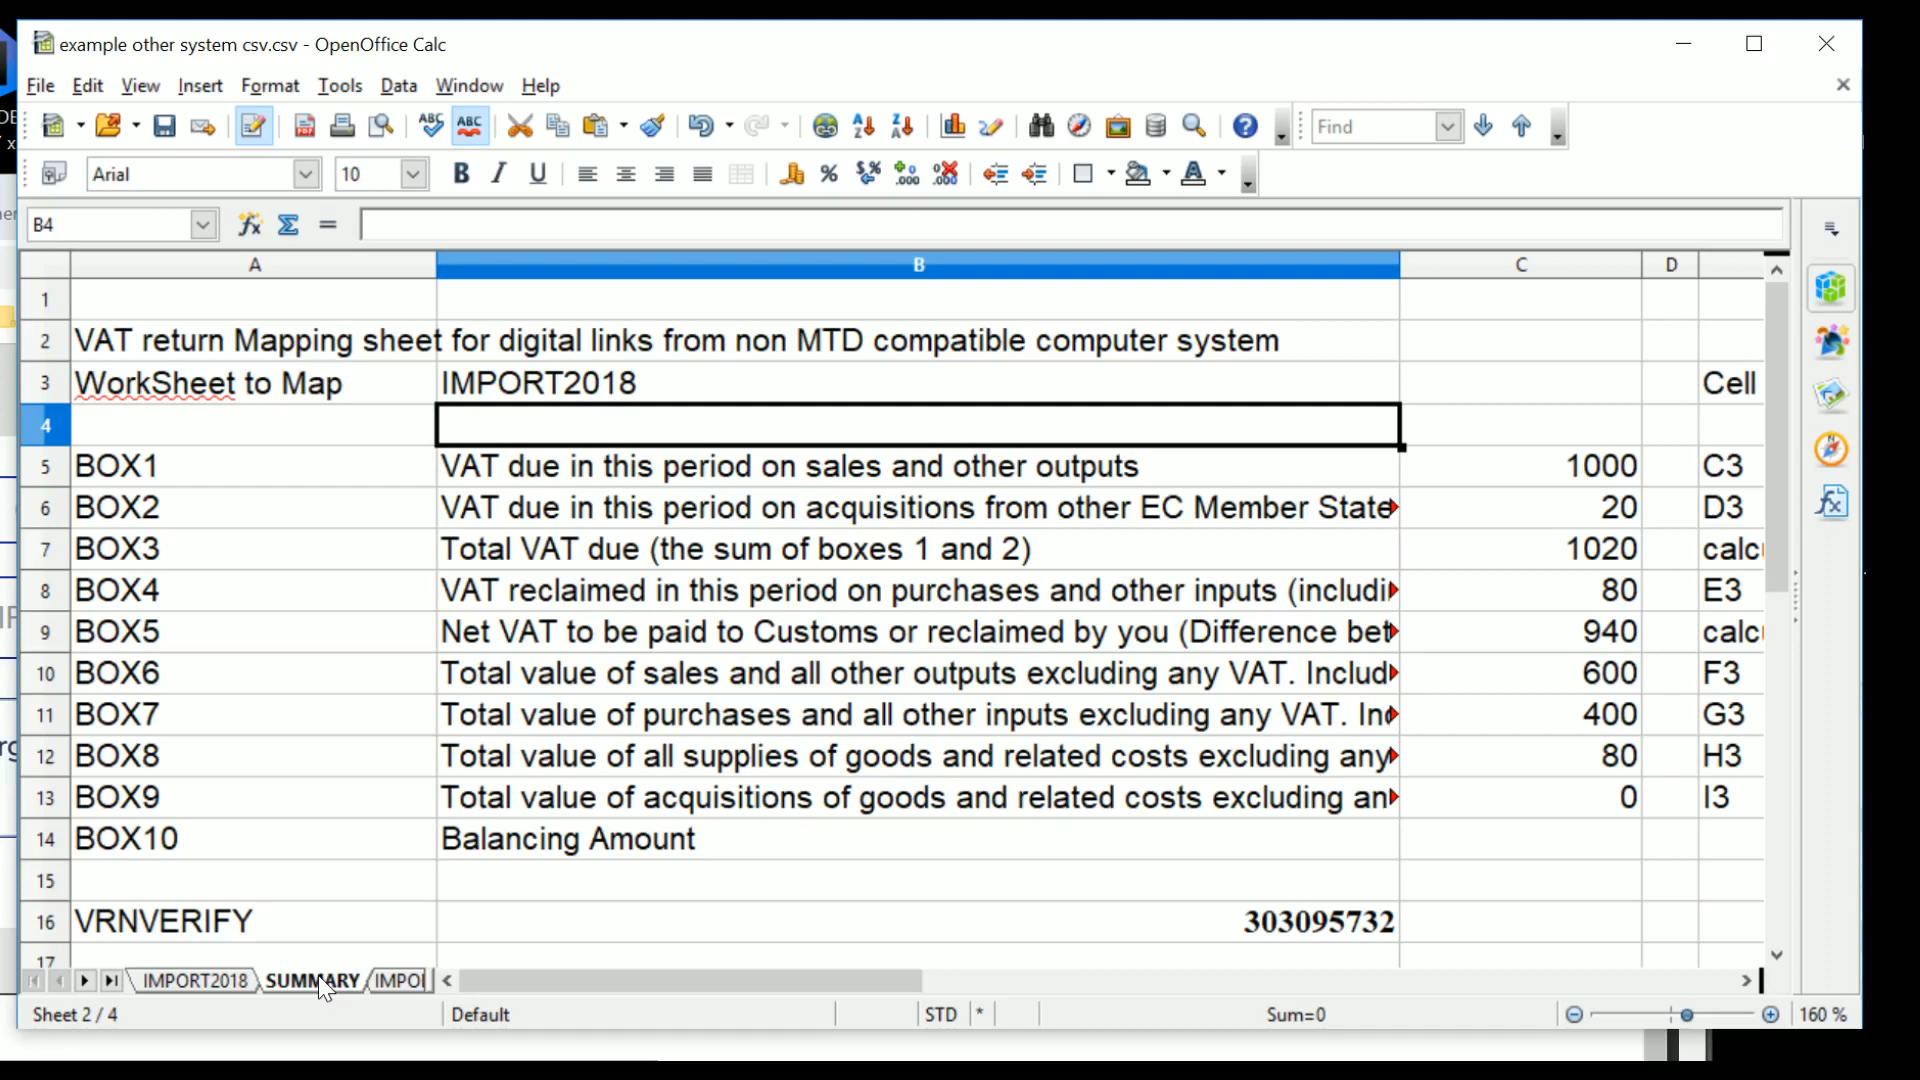 example other system csv.csv - OpenOffice Calc
File Edit View Insert Format Tools Data Window Help
Find
Arial 10
B4
A B C D
1
2 VAT return Mapping sheet for digital links from non MTD compatible computer system
3 WorkSheet to Map IMPORT2018 Cell
4
5 BOX1 VAT due in this period on sales and other outputs 1000 C3
6 BOX2 VAT due in this period on acquisitions from other EC Member State 20 D3
7 BOX3 Total VAT due (the sum of boxes 1 and 2) 1020 calc
8 BOX4 VAT reclaimed in this period on purchases and other inputs (includi 80 E3
9 BOX5 Net VAT to be paid to Customs or reclaimed by you (Difference bet 940 calc
10 BOX6 Total value of sales and all other outputs excluding any VAT. Includ 600 F3
11 BOX7 Total value of purchases and all other inputs excluding any VAT. In 400 G3
12 BOX8 Total value of all supplies of goods and related costs excluding any 80 H3
13 BOX9 Total value of acquisitions of goods and related costs excluding an 0 I3
14 BOX10 Balancing Amount
15
16 VRNVERIFY 303095732
17
IMPORT2018 SUMMARY IMPO
Sheet 2 / 4 Default STD * Sum=0 160 %